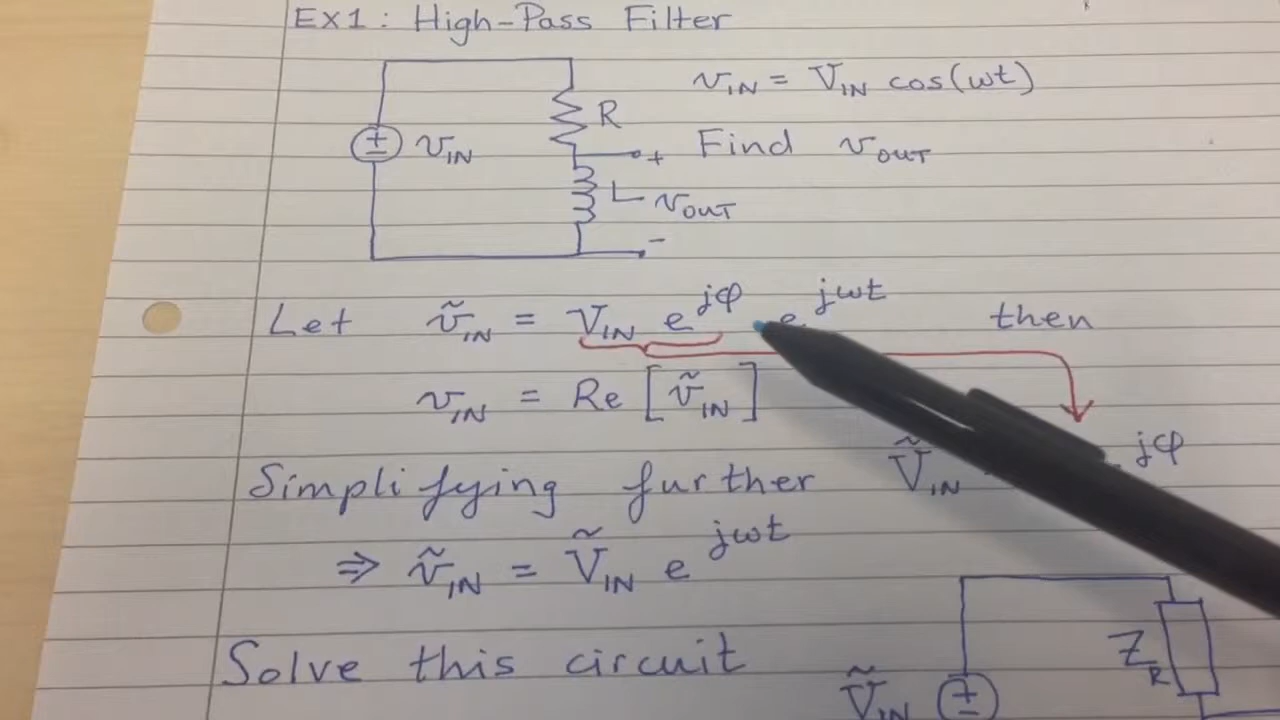 Ex1: High-Pass Filter
v_IN = V_IN cos(ωt)
R
v_IN
+ Find v_OUT
L v_OUT
-
Let ṽ_IN = V_IN e^jφ e^jωt then
v_IN = Re [ṽ_IN]
Simplifying further Ṽ_IN jφ
⇒ ṽ_IN = Ṽ_IN e^jωt
Solve this circuit
Z_R
Ṽ_IN